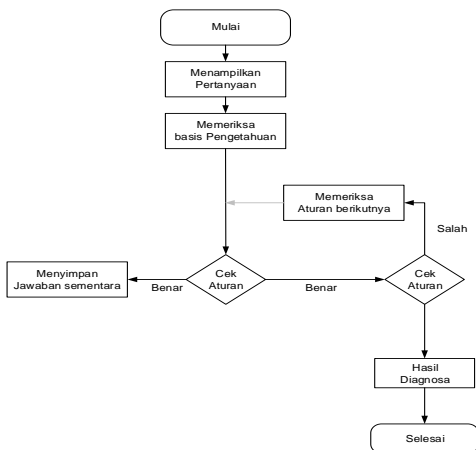 Mulai
Menampilkan
Pertanyaan
Memeriksa
basis Pengetahuan
Memeriksa
Aturan berikutnya
Salah
Menyimpan
Jawaban sementara
Benar
Cek
Aturan
Benar
Cek
Aturan
Hasil
Diagnosa
Selesai